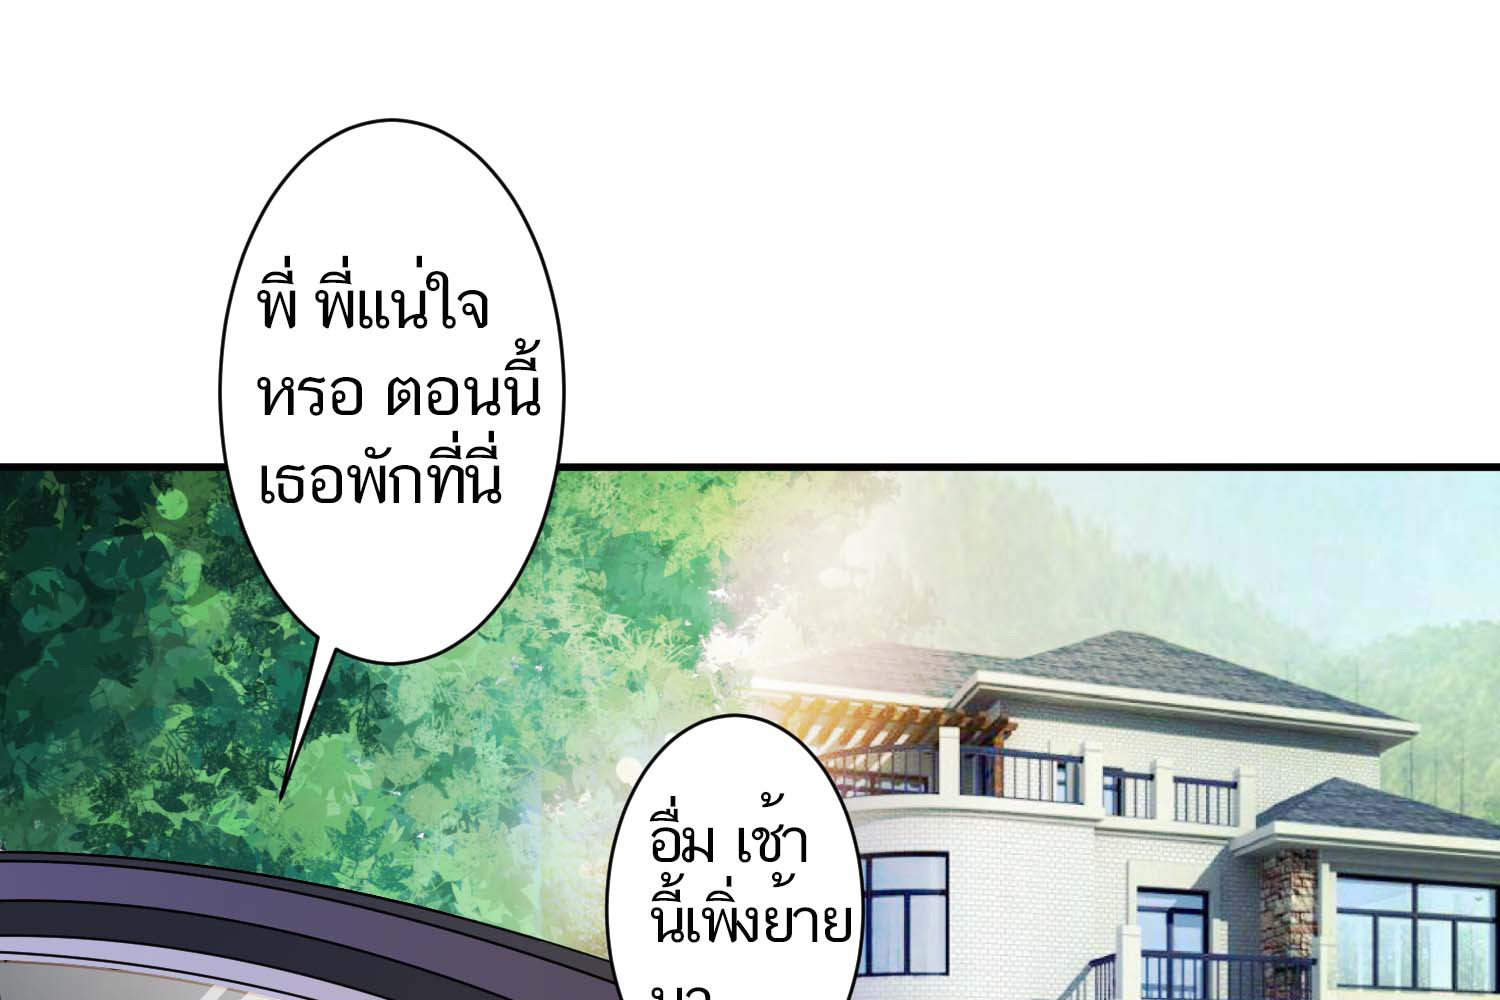 พี่ พี่แน่ใจ
หรอ ตอนนี้
เธอพักที่นี่
อื่ม เช้า
นี้เพิ่งย้าย